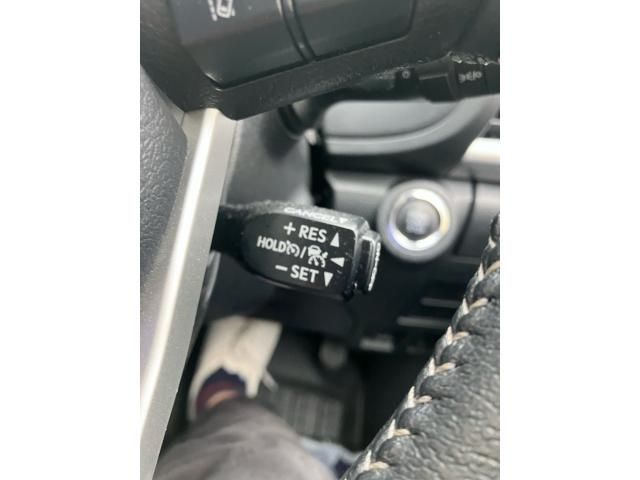 CANCEL
+ RES ▲
HOLD /
− SET ▼